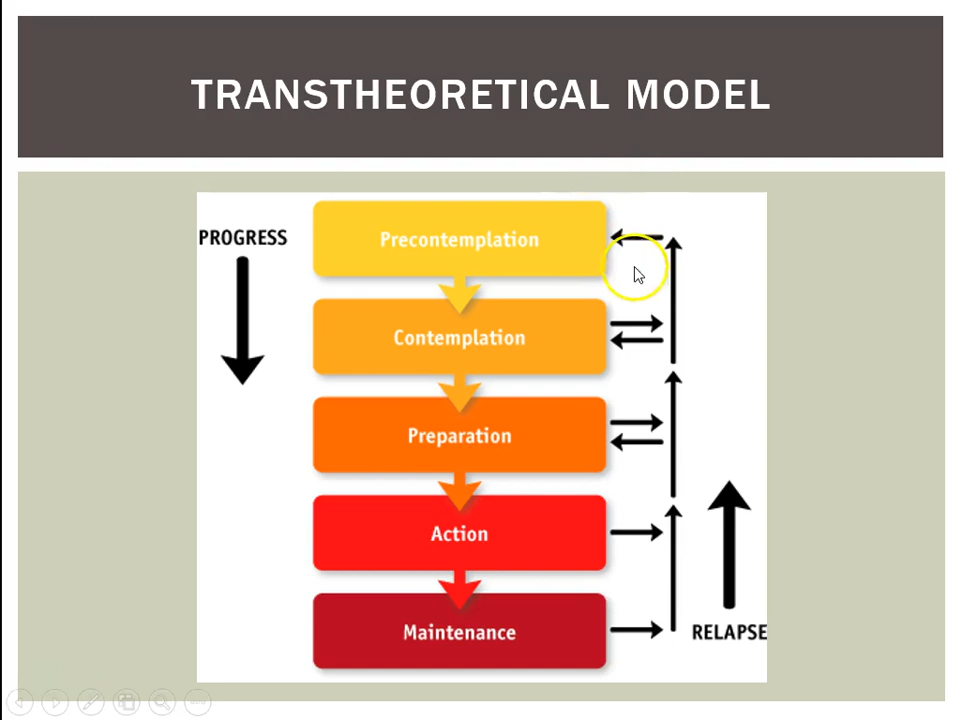 TRANSTHEORETICAL MODEL
PROGRESS
Precontemplation
Contemplation
Preparation
Action
Maintenance
RELAPSE